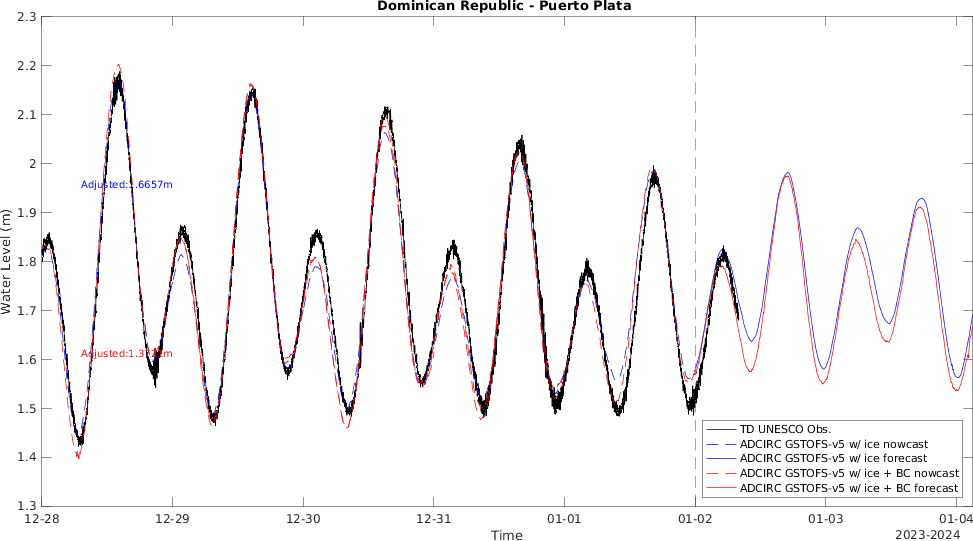 Dominican Republic - Puerto Plata
2.3
2.2
2.1
2
1.9
1.8
1.7
1.6
1.5
1.4
1.3
Water Level (m)
Adjusted:1.6657m
TD UNESCO Obs.
ADCIRC GSTOFS-v5 w/ ice nowcast
ADCIRC GSTOFS-v5 w/ ice forecast
ADCIRC GSTOFS-v5 w/ ice + BC nowcast
ADCIRC GSTOFS-v5 w/ ice + BC forecast
12-28 12-29 12-30 12-31 01-01 01-02 01-03 01-04
Time
2023-2024